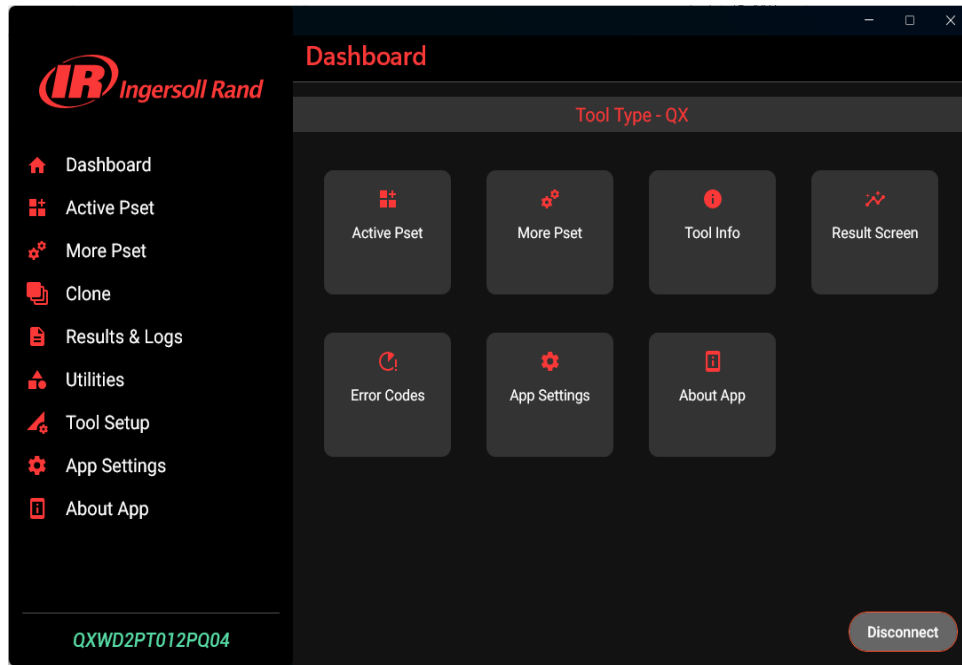 Dashboard
IR Ingersoll Rand
Tool Type - QX
Dashboard
Active Pset
More Pset
Clone
Results & Logs
Utilities
Tool Setup
App Settings
About App
QXWD2PT012PQ04
Active Pset
More Pset
Tool Info
Result Screen
Error Codes
App Settings
About App
Disconnect